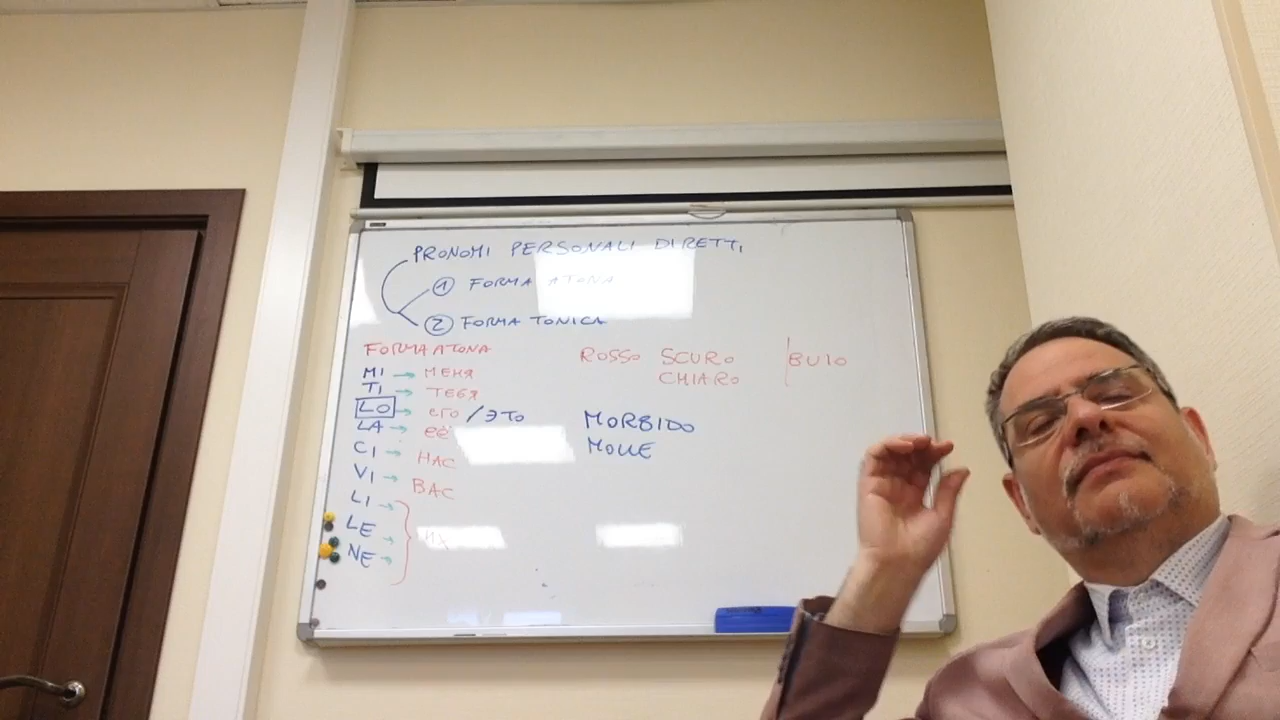 PRONOMI PERSONALI DIRETTI
1 FORMA ATONA
2 FORMA TONICA
FORMA ATONA
MI → МЕНЯ
TI → ТЕБЯ
LO → его / ЭТО
LA → её
CI → НАС
VI → ВАС
LI →
LE →
NE → } ИХ
ROSSO SCURO
CHIARO
BUIO
MORBIDO
MOLLE